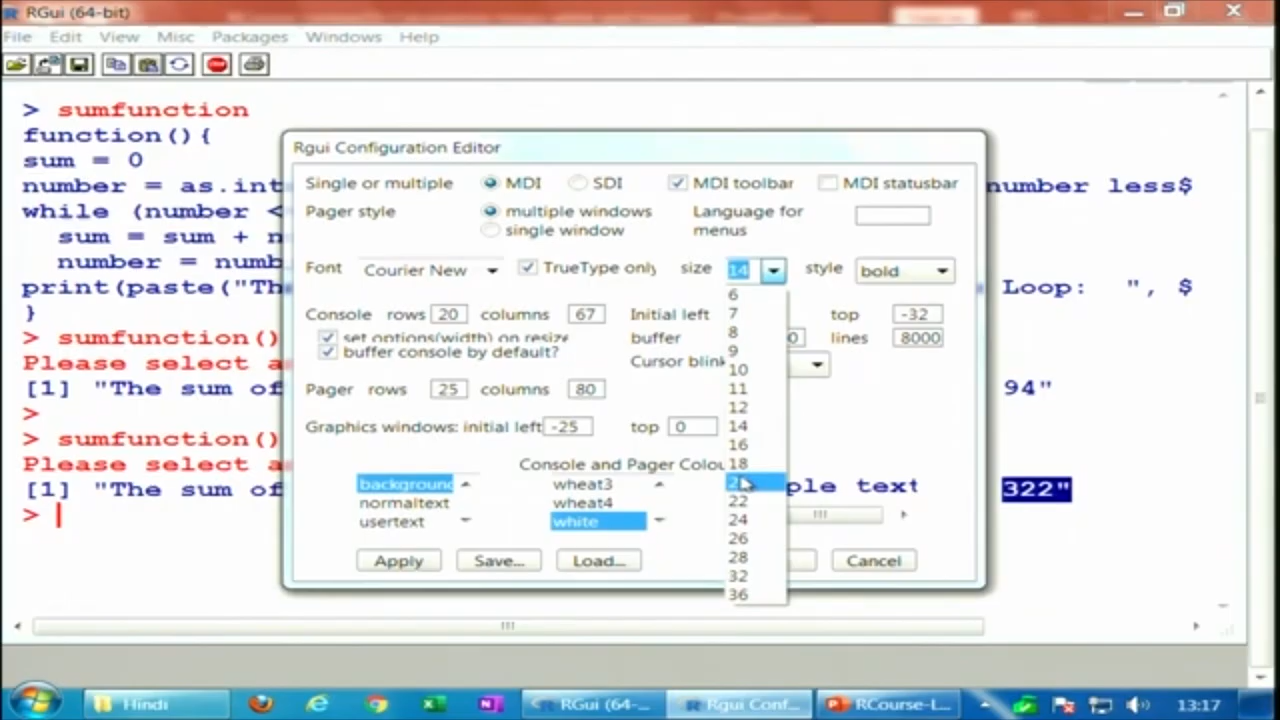 RGui (64-bit)
File Edit View Misc Packages Windows Help
STOP
> sumfunction
function(){
sum = 0
number = as.int number less$
while (number <
sum = sum + n
number = numb
print(paste("Th Loop: ", $
}
> sumfunction()
Please select a
[1] "The sum of 94"
>
> sumfunction()
Please select a
[1] "The sum of 322"
>
Rgui Configuration Editor
Single or multiple MDI SDI MDI toolbar MDI statusbar
Pager style multiple windows Language for
single window menus
Font Courier New TrueType only size 14 style bold
6
7
8
9
10
11
12
14
16
18
22
24
26
28
32
36
Console rows 20 columns 67 Initial left top -32
set options(width) on resize buffer 0 lines 8000
buffer console by default? Cursor blink
Pager rows 25 columns 80
Graphics windows: initial left -25 top 0
Console and Pager Colou
background wheat3 ple text
normaltext wheat4
usertext white
Apply Save... Load... Cancel
Hindi RGui (64-... Rgui Conf... RCourse-L... 13:17